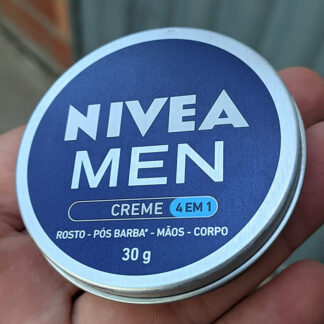 NIVEA
MEN
CREME 4 EM 1
ROSTO - PÓS BARBA* - MÃOS - CORPO
30 g